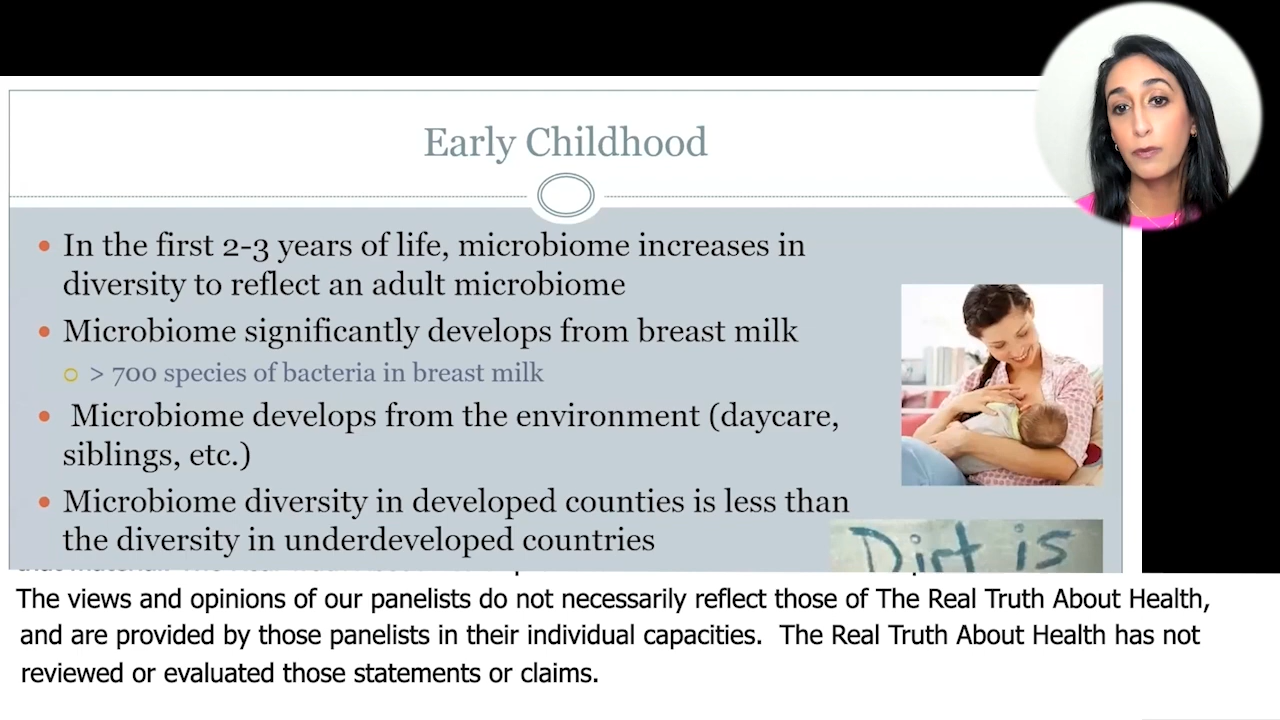 Early Childhood
In the first 2-3 years of life, microbiome increases in
diversity to reflect an adult microbiome
Microbiome significantly develops from breast milk
> 700 species of bacteria in breast milk
Microbiome develops from the environment (daycare,
siblings, etc.)
Microbiome diversity in developed counties is less than
the diversity in underdeveloped countries
Dirt is
The views and opinions of our panelists do not necessarily reflect those of The Real Truth About Health,
and are provided by those panelists in their individual capacities. The Real Truth About Health has not
reviewed or evaluated those statements or claims.